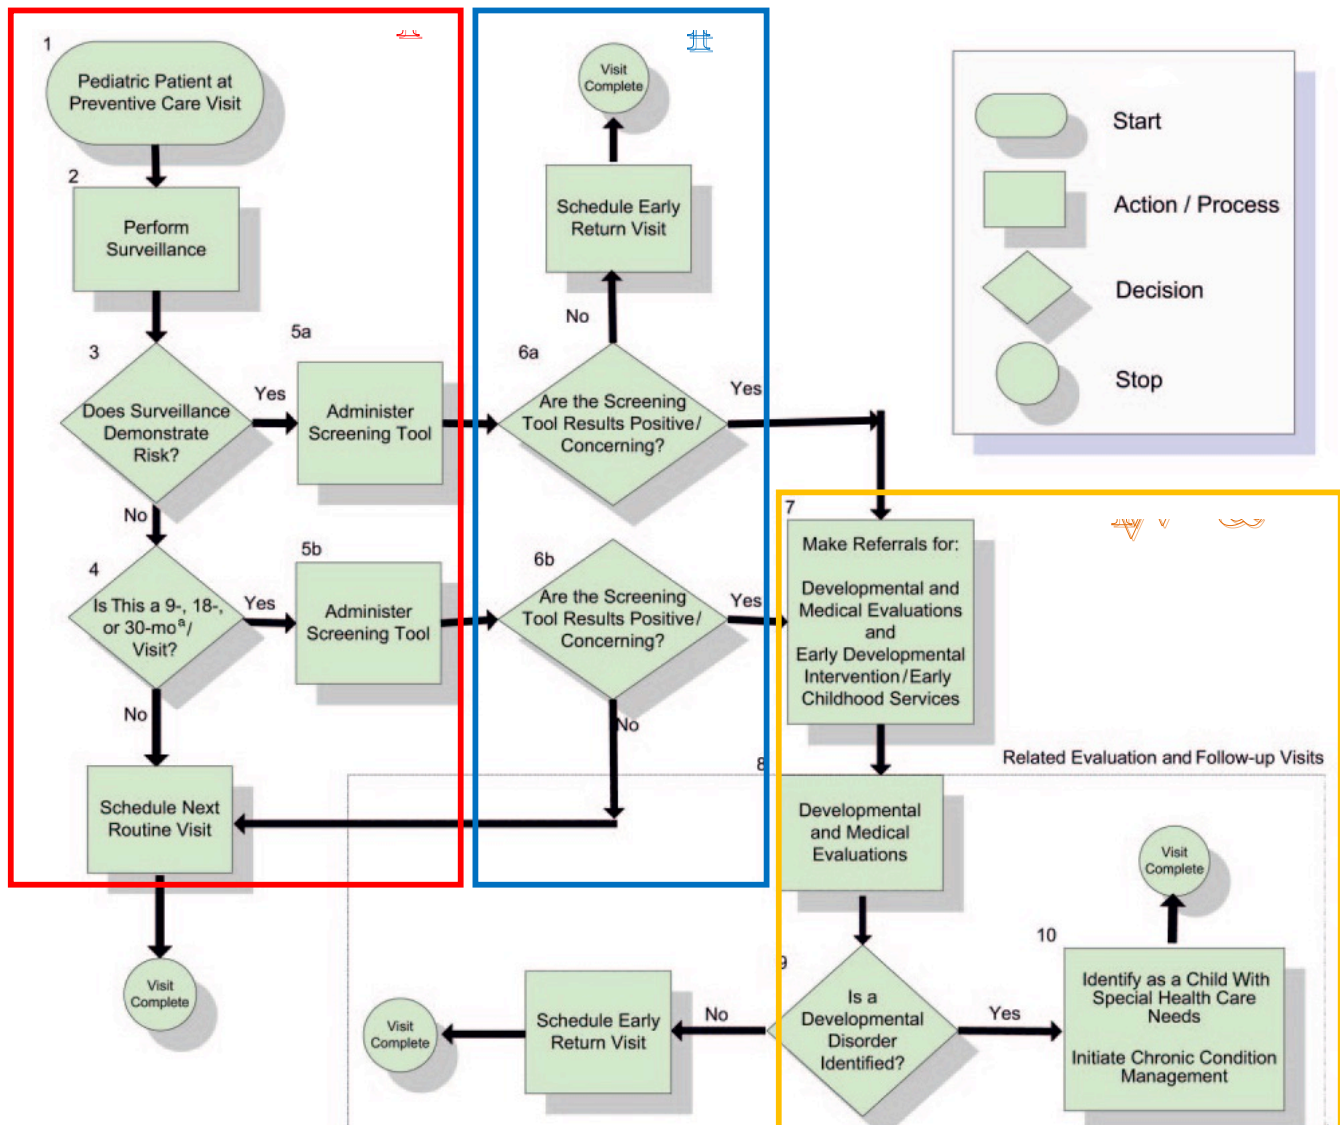 1
Pediatric Patient at
Preventive Care Visit
2
Perform
Surveillance
3
Does Surveillance
Demonstrate
Risk?
Yes
No
5a
Administer
Screening Tool
4
Is This a 9-, 18-,
or 30-moᵃ/
Visit?
Yes
No
5b
Administer
Screening Tool
Schedule Next
Routine Visit
Visit
Complete
Visit
Complete
Schedule Early
Return Visit
No
6a
Are the Screening
Tool Results Positive/
Concerning?
Yes
6b
Are the Screening
Tool Results Positive/
Concerning?
Yes
No
Start
Action / Process
Decision
Stop
7
Make Referrals for:
Developmental and
Medical Evaluations
and
Early Developmental
Intervention/Early
Childhood Services
Related Evaluation and Follow-up Visits
8
Developmental
and Medical
Evaluations
9
Is a
Developmental
Disorder
Identified?
No
Schedule Early
Return Visit
Visit
Complete
Yes
10
Identify as a Child With
Special Health Care
Needs
Initiate Chronic Condition
Management
Visit
Complete